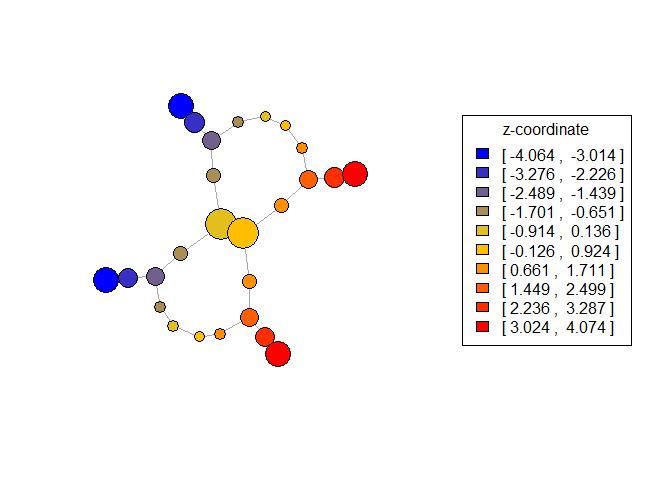 z-coordinate
[ -4.064 , -3.014 ]
[ -3.276 , -2.226 ]
[ -2.489 , -1.439 ]
[ -1.701 , -0.651 ]
[ -0.914 , 0.136 ]
[ -0.126 , 0.924 ]
[ 0.661 , 1.711 ]
[ 1.449 , 2.499 ]
[ 2.236 , 3.287 ]
[ 3.024 , 4.074 ]